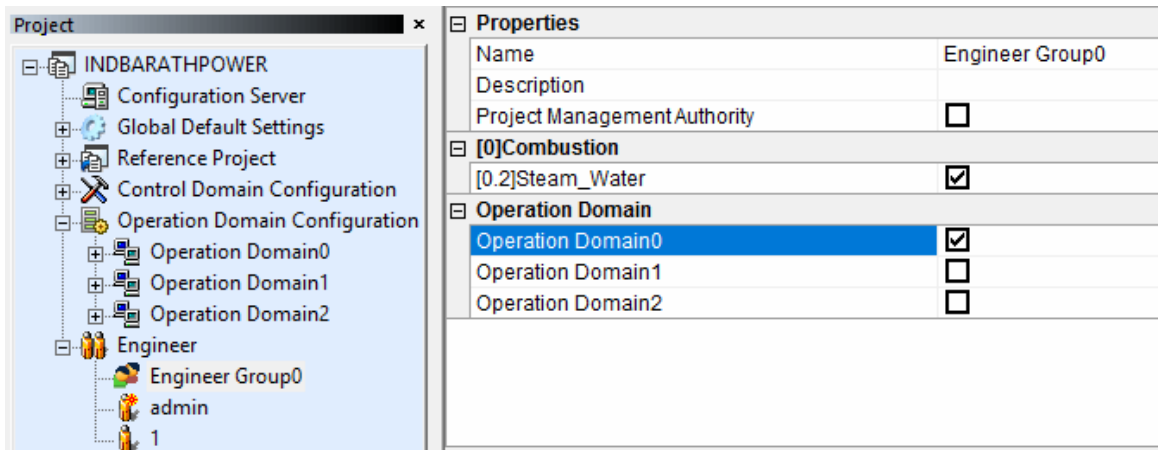 Project
INDBARATHPOWER
Configuration Server
Global Default Settings
Reference Project
Control Domain Configuration
Operation Domain Configuration
Operation Domain0
Operation Domain1
Operation Domain2
Engineer
Engineer Group0
admin
1
Properties
Name Engineer Group0
Description
Project Management Authority
[0]Combustion
[0.2]Steam_Water
Operation Domain
Operation Domain0
Operation Domain1
Operation Domain2